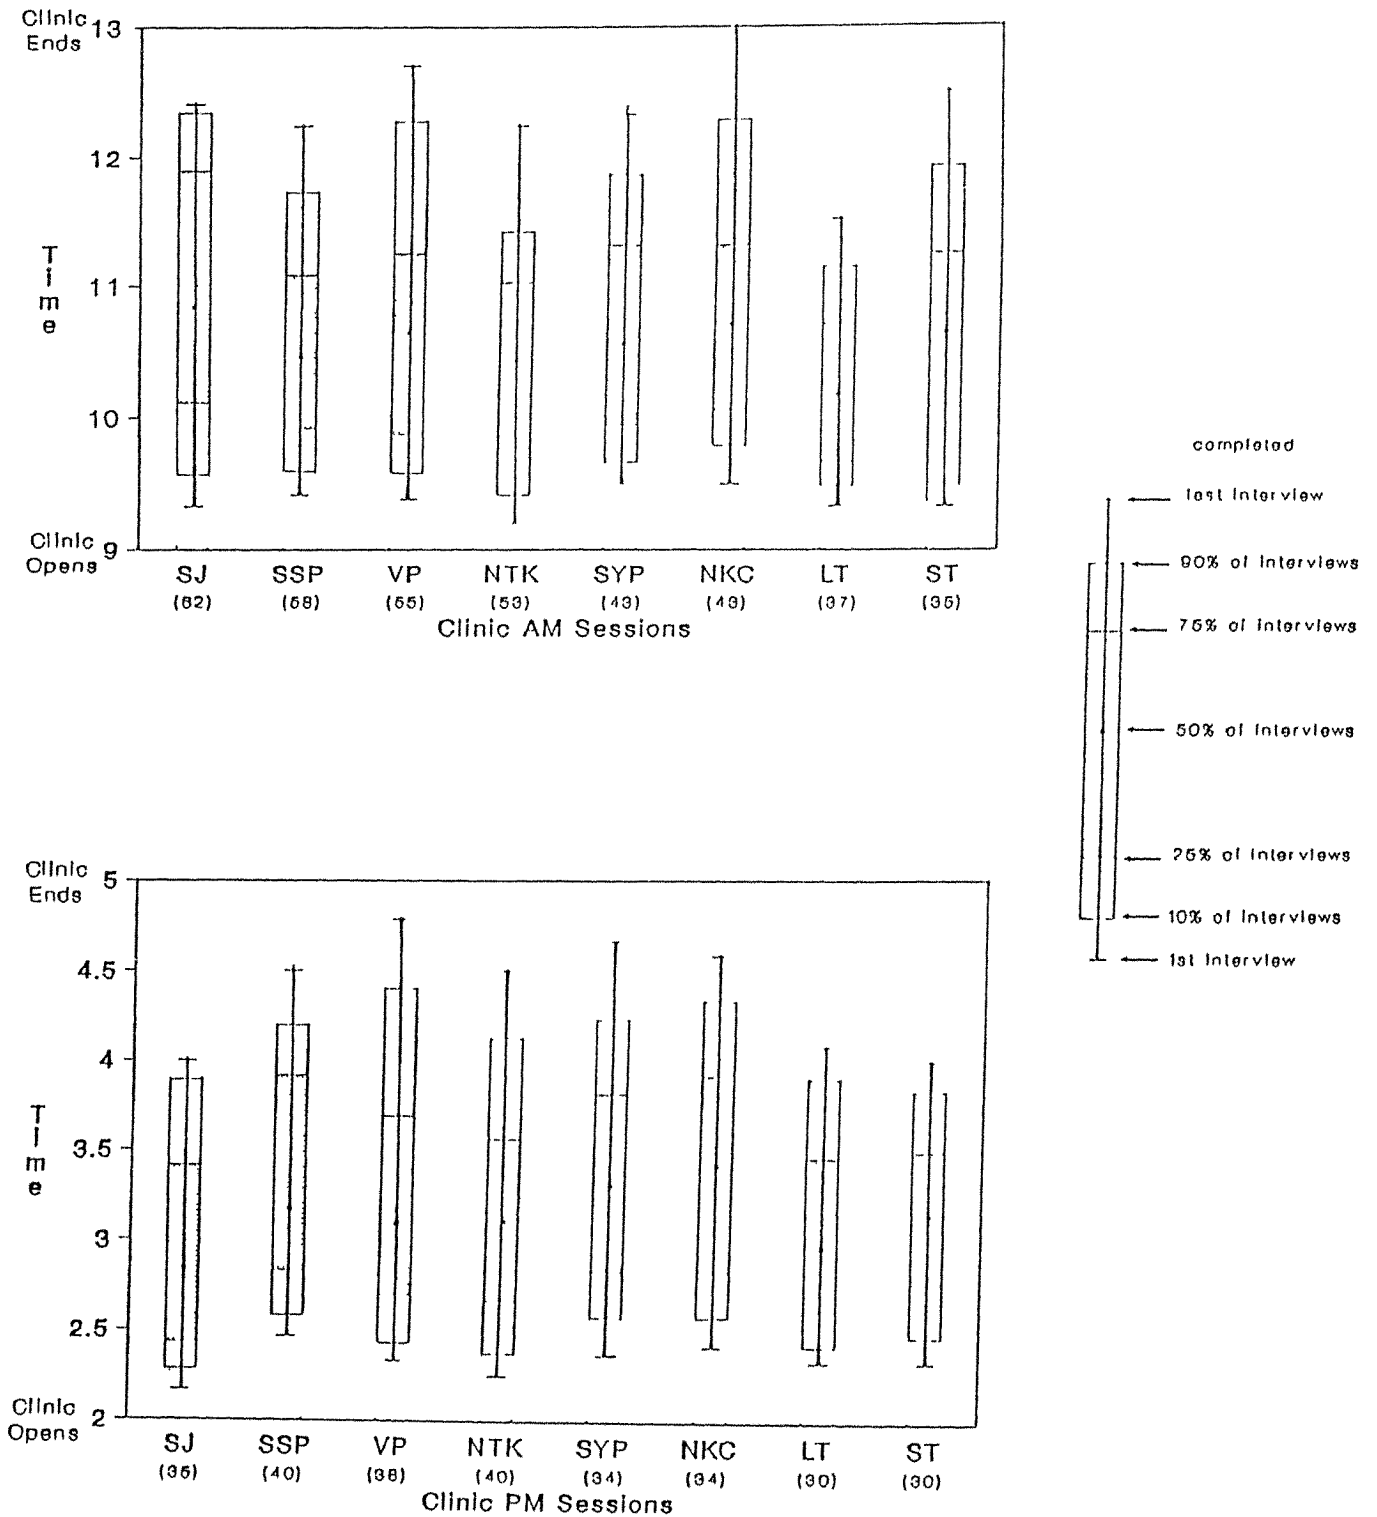 Clinic
Ends 13
12
11
10
Clinic
Opens 9
Time
SJ SSP VP NTK SYP NKC LT ST
(62) (58) (55) (53) (43) (43) (37) (35)
Clinic AM Sessions
completed
last Interview
90% of Interviews
75% of Interviews
50% of Interviews
25% of Interviews
10% of Interviews
1st Interview
Clinic
Ends 5
4.5
4
3.5
3
2.5
Clinic
Opens 2
Time
SJ SSP VP NTK SYP NKC LT ST
(35) (40) (38) (40) (34) (34) (30) (30)
Clinic PM Sessions